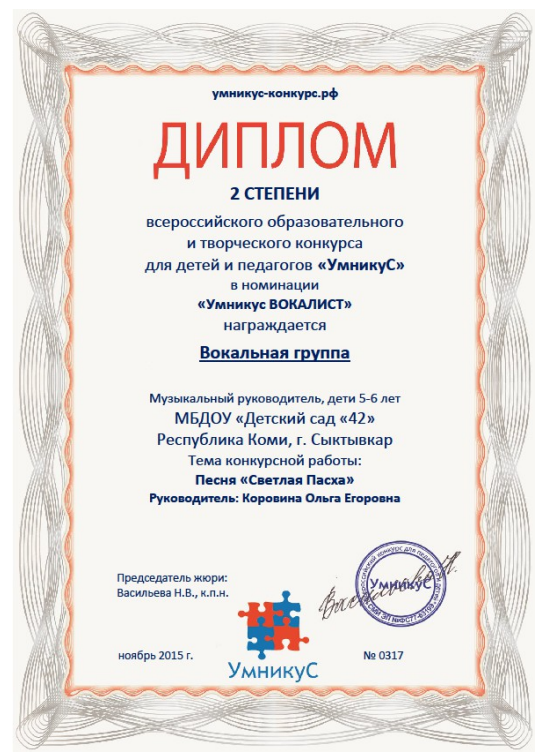 умникус-конкурс.рф
ДИПЛОМ
2 СТЕПЕНИ
всероссийского образовательного
и творческого конкурса
для детей и педагогов «УмникуС»
в номинации
«Умникус ВОКАЛИСТ»
награждается
Вокальная группа
Музыкальный руководитель, дети 5-6 лет
МБДОУ «Детский сад «42»
Республика Коми, г. Сыктывкар
Тема конкурсной работы:
Песня «Светлая Пасха»
Руководитель: Коровина Ольга Егоровна
Председатель жюри:
Васильева Н.В., к.п.н.
УмникуС
ноябрь 2015 г.
УмникуС
№ 0317